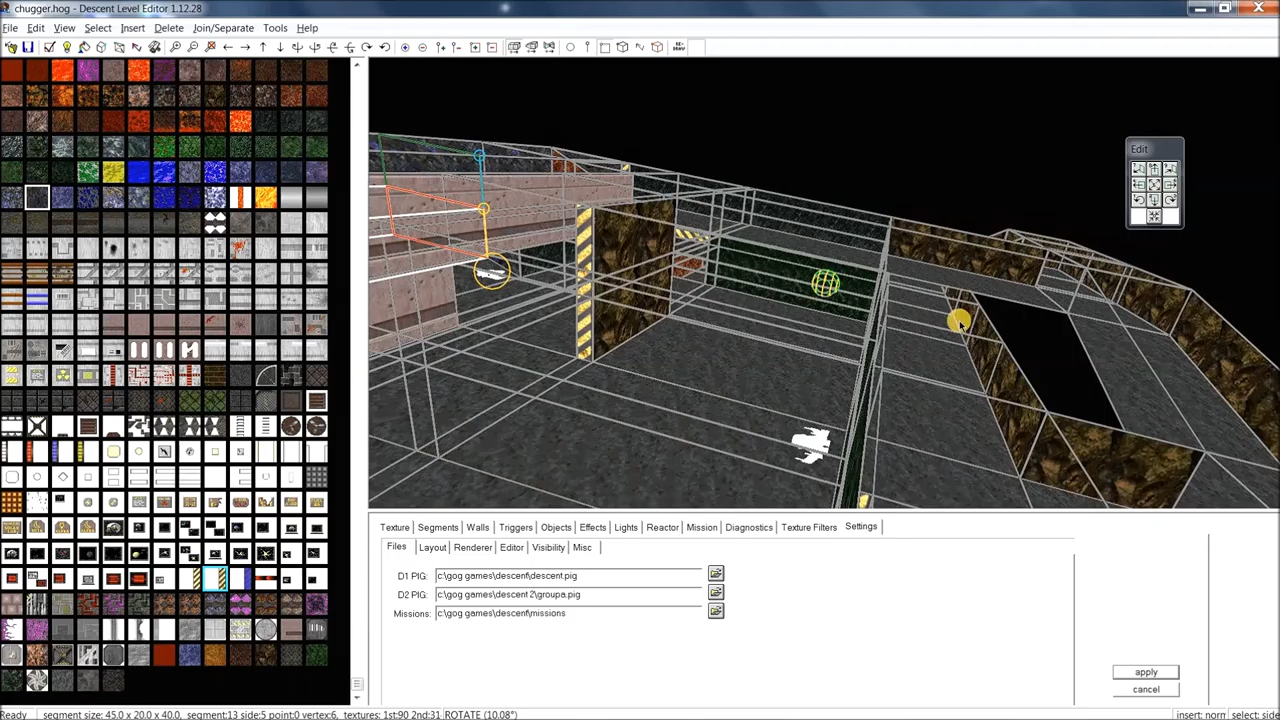 chugger.hog - Descent Level Editor 1.12.28
File Edit View Select Insert Delete Join/Separate Tools Help
Edit
Texture Segments Walls Triggers Objects Effects Lights Reactor Mission Diagnostics Texture Filters Settings
Files Layout Renderer Editor Visibility Misc
D1 PIG: c:\gog games\descent\descent.pig
D2 PIG: c:\gog games\descent 2\groupa.pig
Missions: c:\gog games\descent\missions
apply
cancel
Ready segment size: 45.0 x 20.0 x 40.0, segment:13 side:5 point:0 vertex:6, textures: 1st:90 2nd:31 ROTATE (10.08°) insert: norn select: side